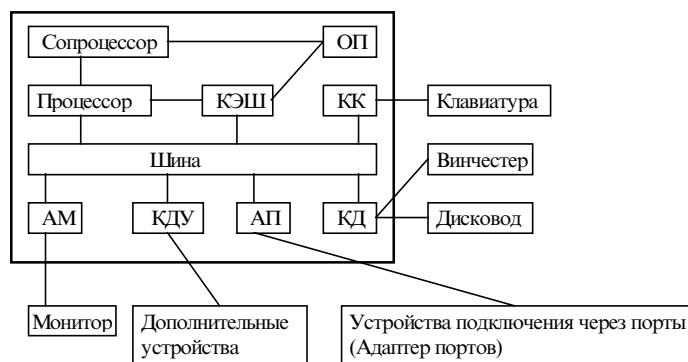 Сопроцессор ОП
Процессор КЭШ КК Клавиатура
Шина Винчестер
АМ КДУ АП КД Дисковод
Монитор Дополнительные устройства Устройства подключения через порты (Адаптер портов)